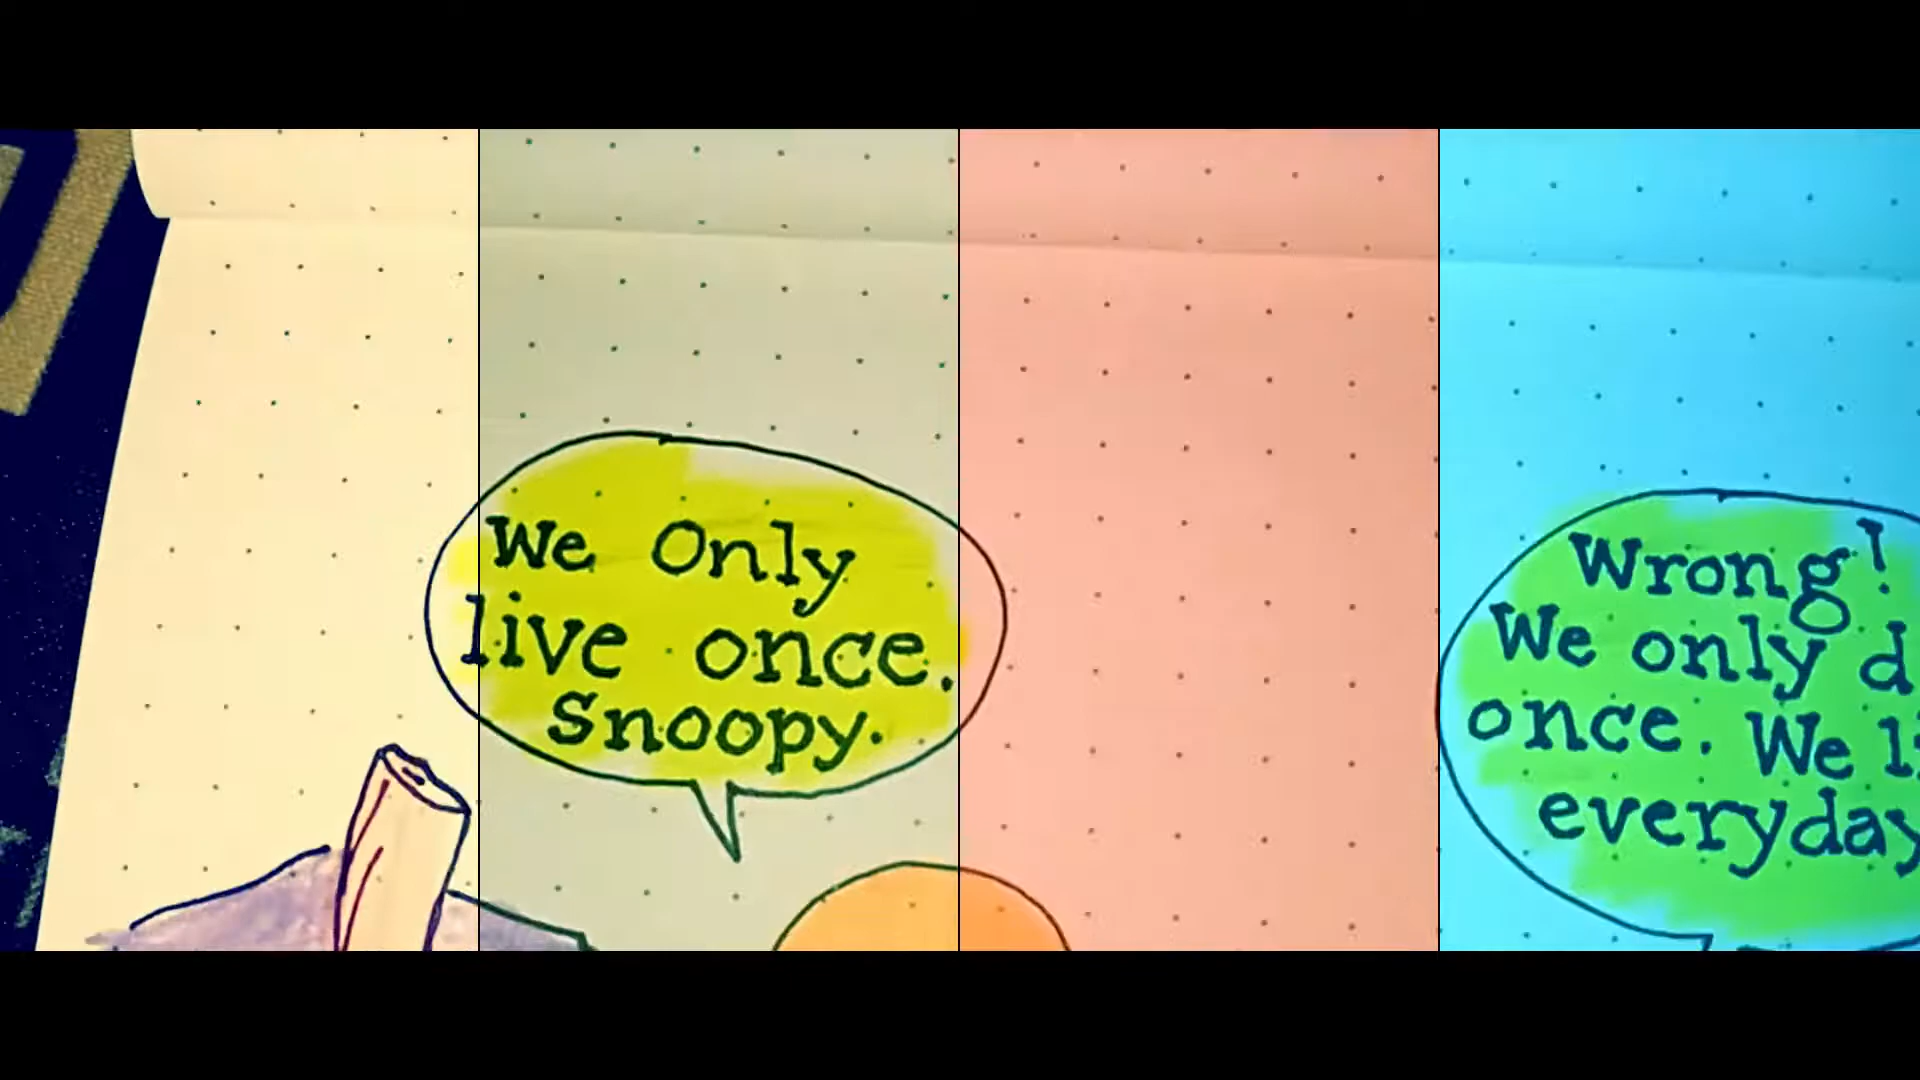 We Only
live once.
Snoopy.
Wrong!
We only
once. We
everyday